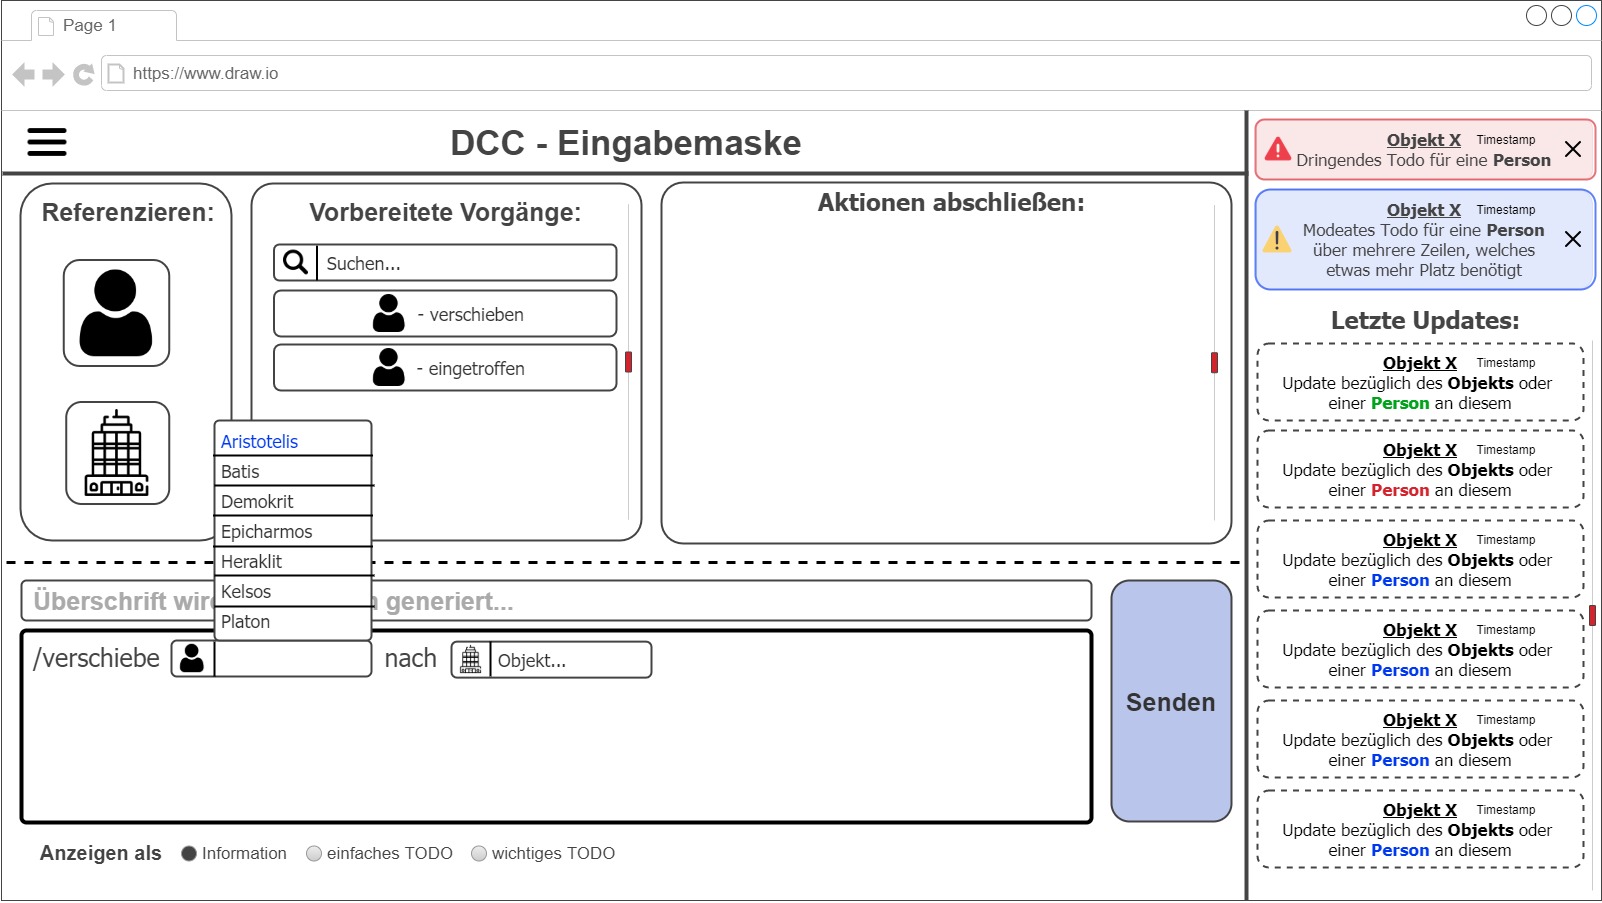 Page 1
https://www.draw.io
DCC - Eingabemaske
Referenzieren:
Vorbereitete Vorgänge:
Suchen...
- verschieben
- eingetroffen
Aktionen abschließen:
Aristotelis
Batis
Demokrit
Epicharmos
Heraklit
Kelsos
Platon
Überschrift wir generiert...
/verschiebe nach Objekt...
Senden
Anzeigen als Information einfaches TODO wichtiges TODO
Objekt X Timestamp
Dringendes Todo für eine Person
Objekt X Timestamp
Modeates Todo für eine Person
über mehrere Zeilen, welches
etwas mehr Platz benötigt
Letzte Updates:
Objekt X Timestamp
Update bezüglich des Objekts oder
einer Person an diesem
Objekt X Timestamp
Update bezüglich des Objekts oder
einer Person an diesem
Objekt X Timestamp
Update bezüglich des Objekts oder
einer Person an diesem
Objekt X Timestamp
Update bezüglich des Objekts oder
einer Person an diesem
Objekt X Timestamp
Update bezüglich des Objekts oder
einer Person an diesem
Objekt X Timestamp
Update bezüglich des Objekts oder
einer Person an diesem